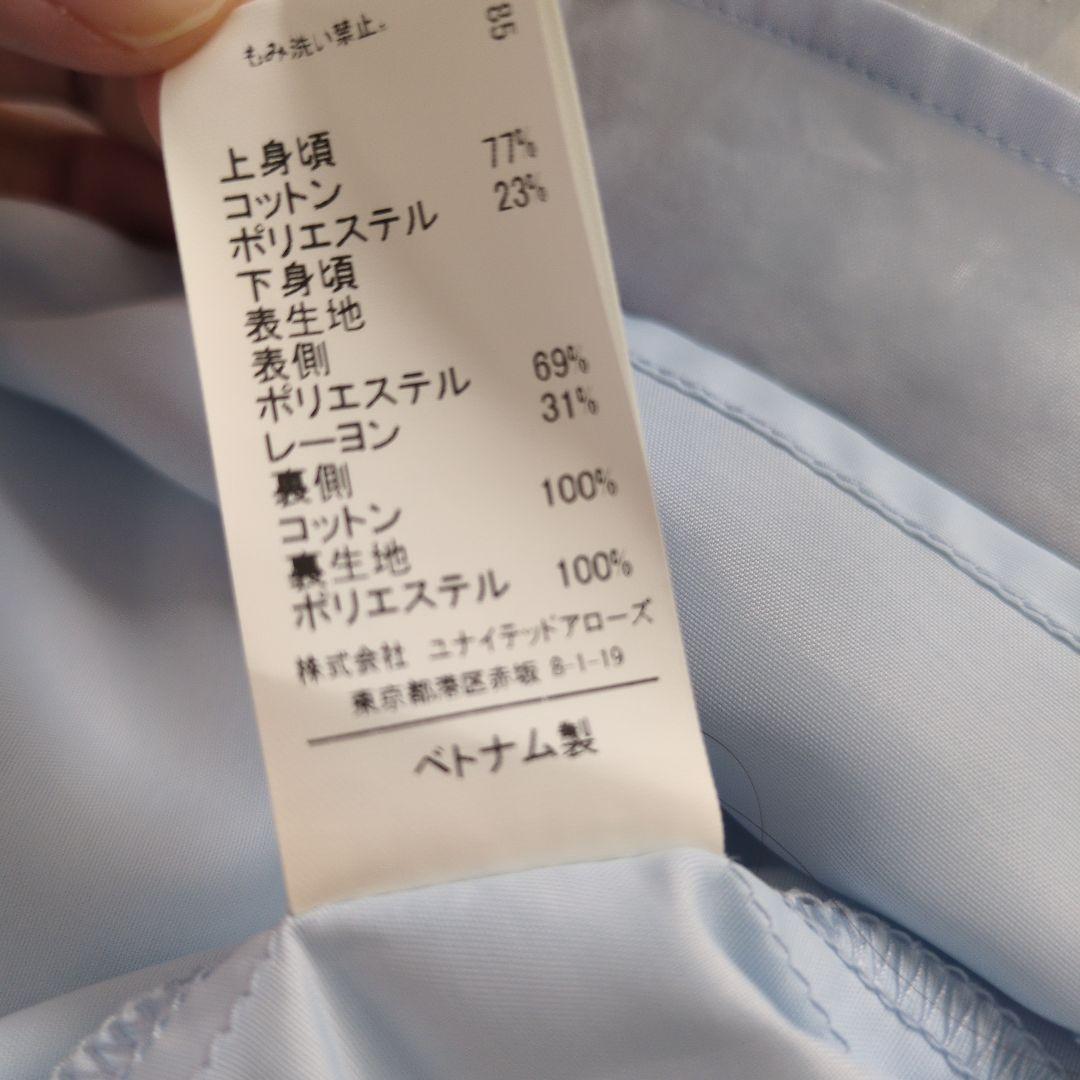 もみ洗い禁止。 85
上身頃
コットン 77%
ポリエステル 23%
下身頃
表生地
表側
ポリエステル 69%
レーヨン 31%
裏側
コットン 100%
裏生地
ポリエステル 100%
株式会社 ユナイテッドアローズ
東京都港区赤坂 8-1-19
ベトナム製